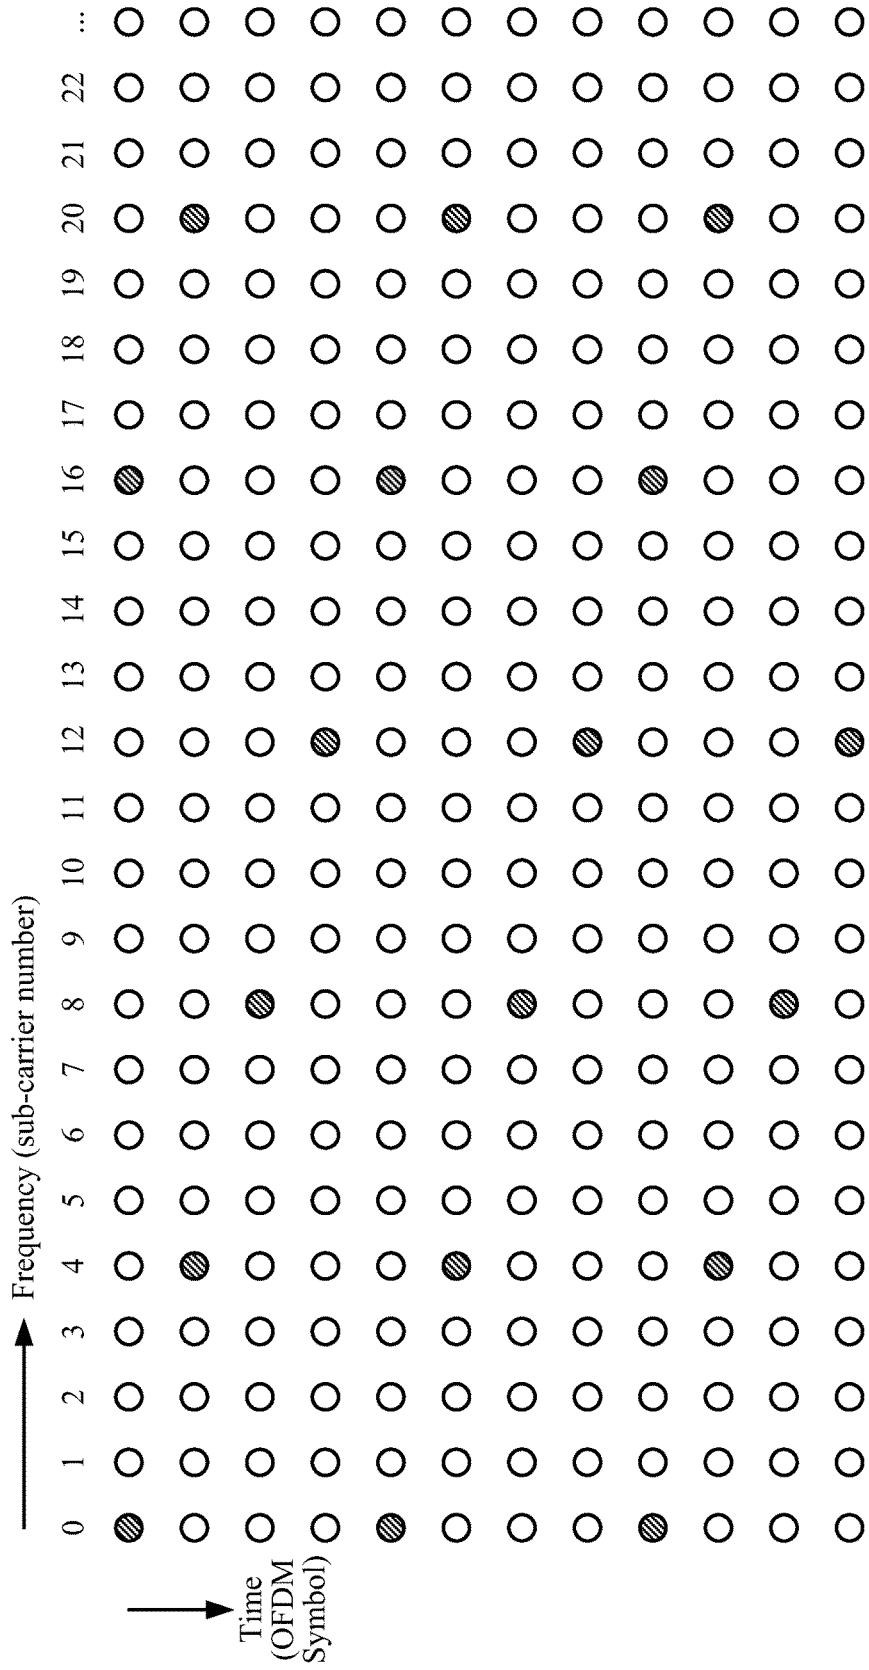 Frequency (sub-carrier number)
0 1 2 3 4 5 6 7 8 9 10 11 12 13 14 15 16 17 18 19 20 21 22 ...
Time
(OFDM
Symbol)